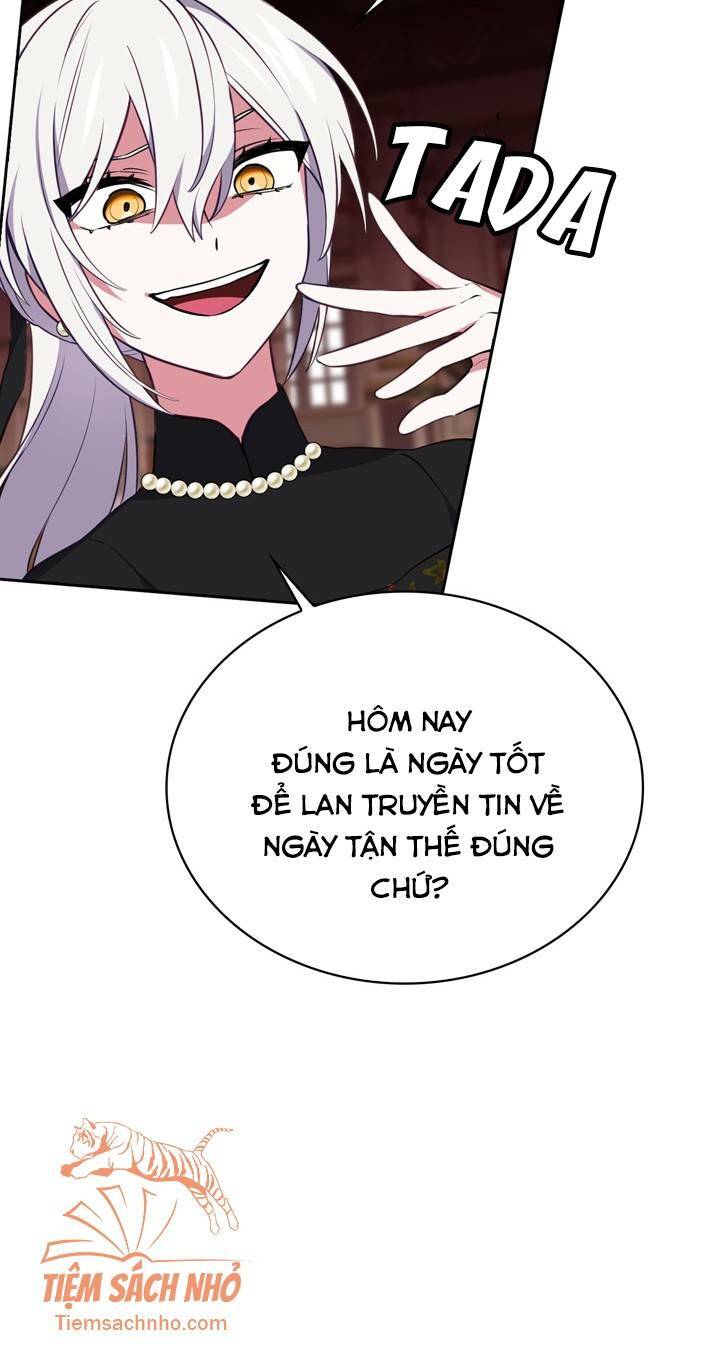 TADA
HÔM NAY
ĐÚNG LÀ NGÀY TỐT
ĐỂ LAN TRUYỀN TIN VỀ
NGÀY TẬN THẾ ĐÚNG
CHỨ?
TIỆM SÁCH NHỎ
Tiemsachnho.com